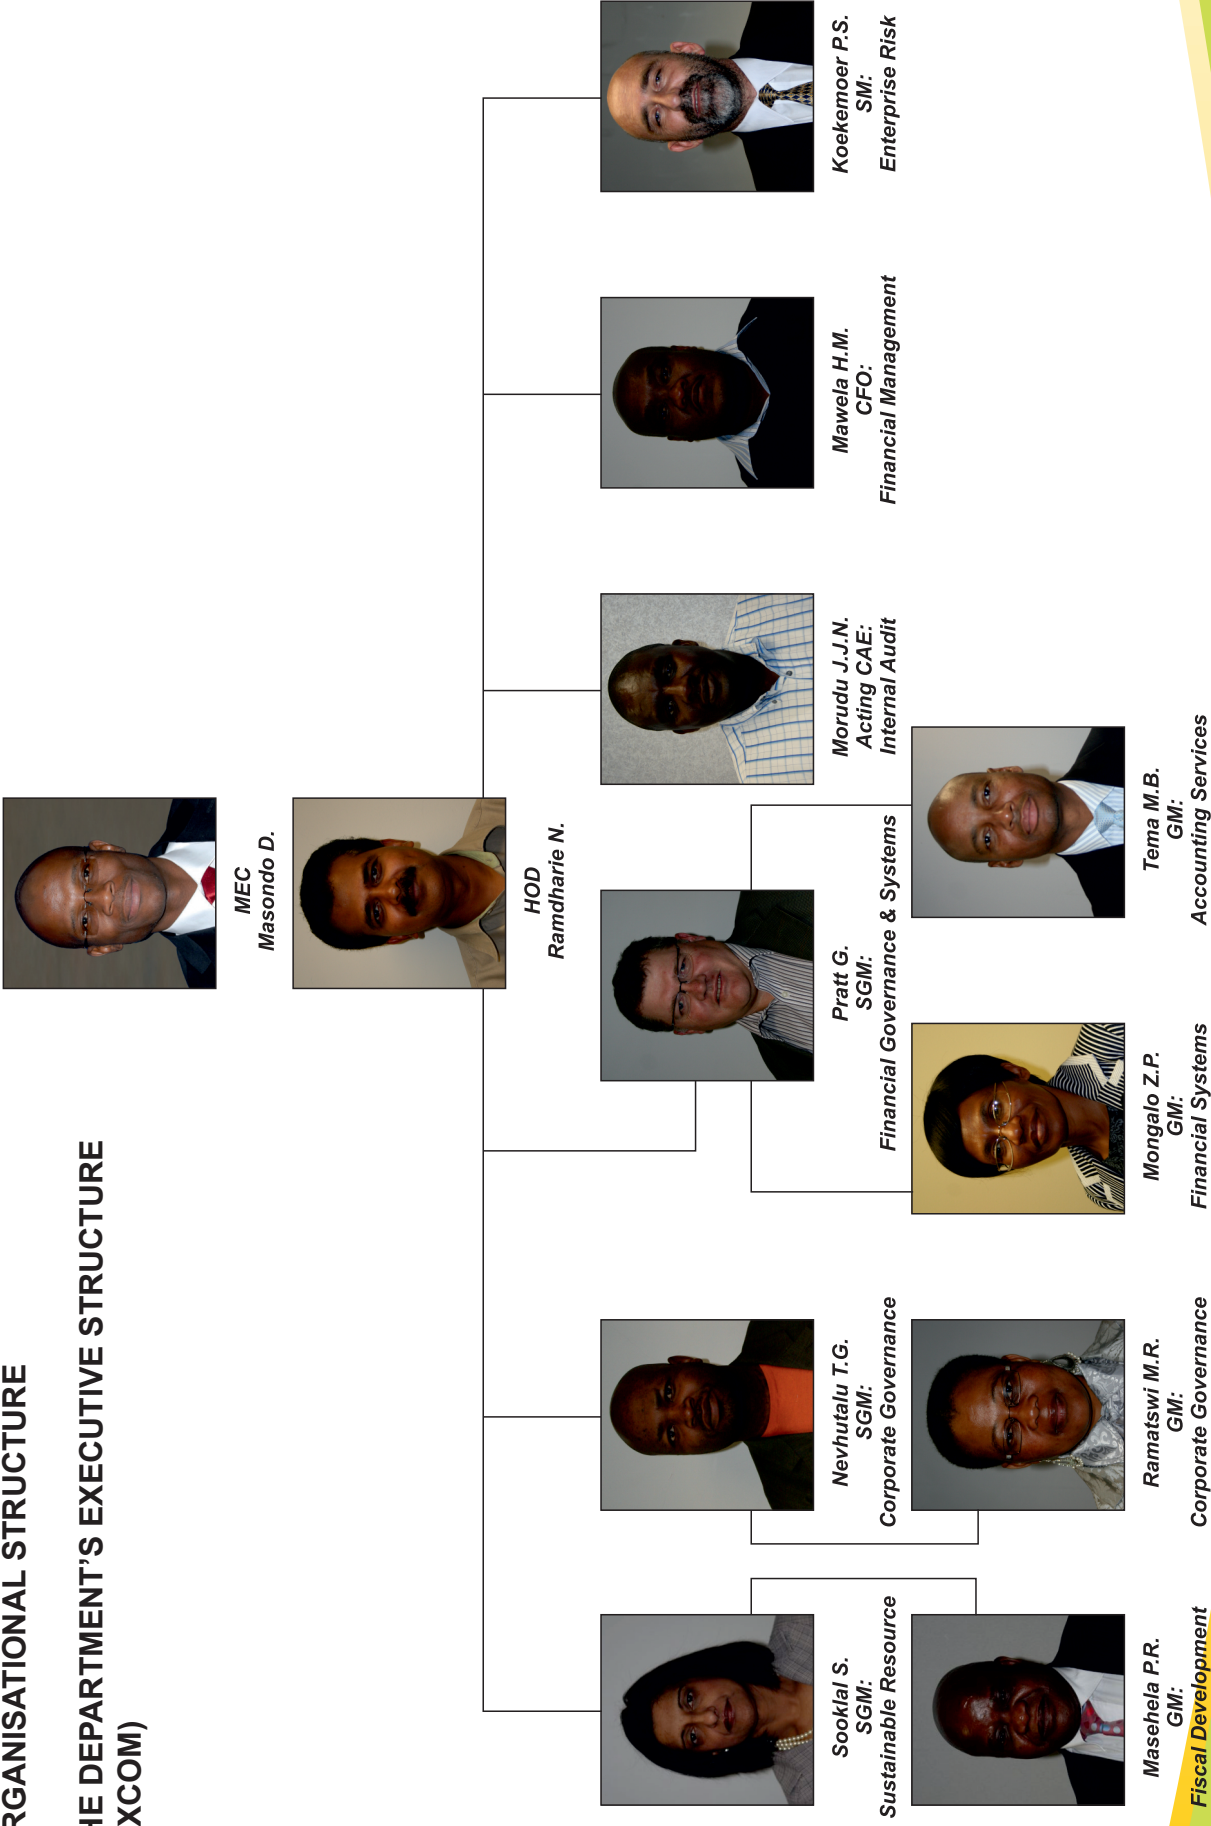 RGANISATIONAL STRUCTURE
HE DEPARTMENT’S EXECUTIVE STRUCTURE
XCOM)
MEC
Masondo D.
HOD
Ramdharie N.
Sooklal S.
SGM:
Sustainable Resource
Nevhutalu T.G.
SGM:
Corporate Governance
Pratt G.
SGM:
Financial Governance & Systems
Morudu J.J.N.
Acting CAE:
Internal Audit
Mawela H.M.
CFO:
Financial Management
Koekemoer P.S.
SM:
Enterprise Risk
Masehela P.R.
GM:
Fiscal Development
Ramatswi M.R.
GM:
Corporate Governance
Mongalo Z.P.
GM:
Financial Systems
Tema M.B.
GM:
Accounting Services